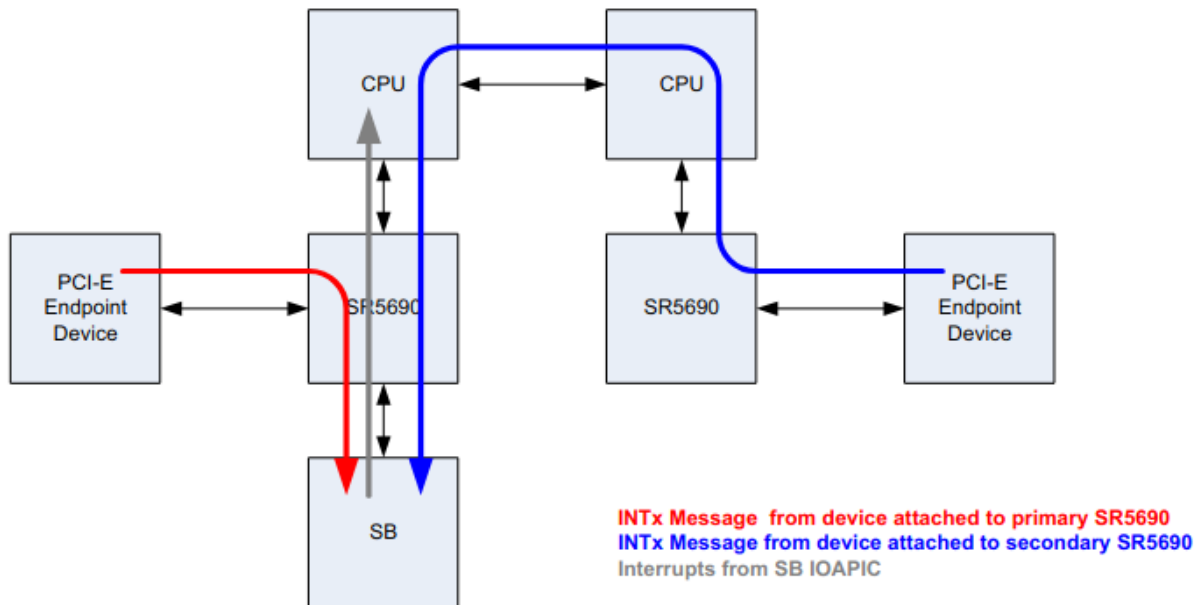 CPU
CPU
PCI-E
Endpoint
Device
SR5690
SR5690
PCI-E
Endpoint
Device
SB
INTx Message from device attached to primary SR5690
INTx Message from device attached to secondary SR5690
Interrupts from SB IOAPIC